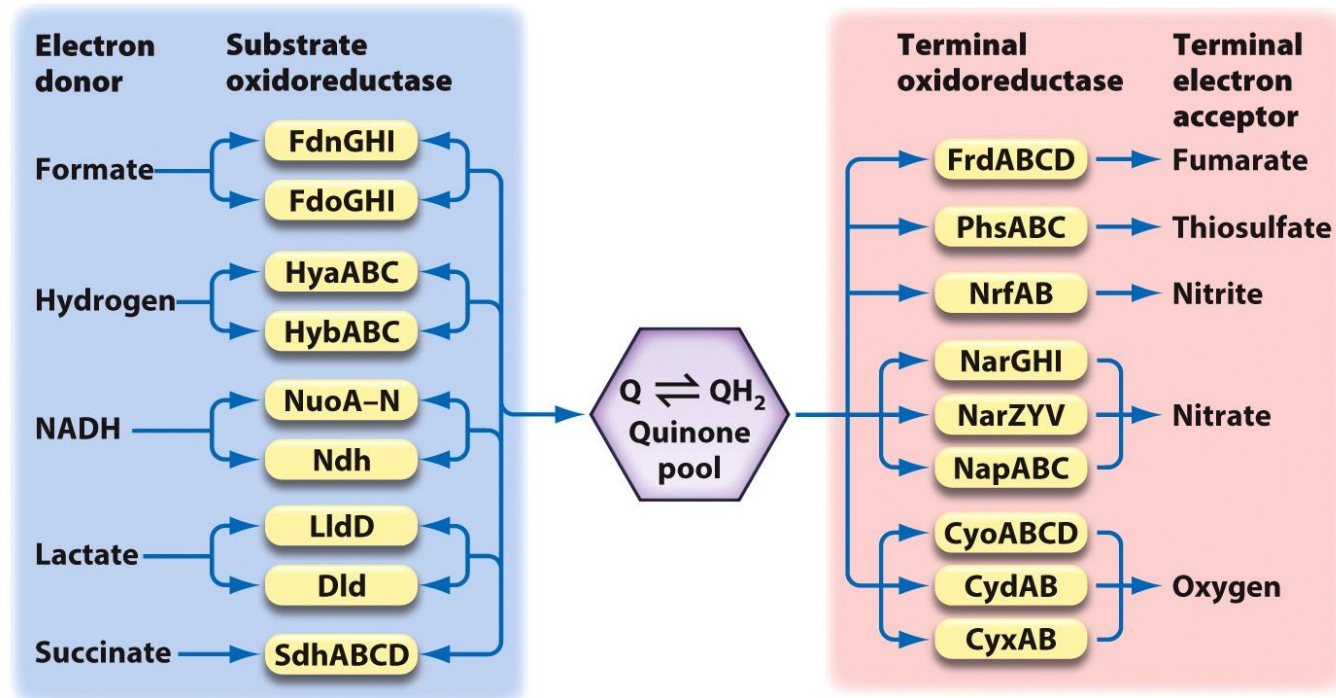 Electron
donor
Substrate
oxidoreductase
Formate
FdnGHI
FdoGHI
Hydrogen
HyaABC
HybABC
NADH
NuoA–N
Ndh
Lactate
LldD
Dld
Succinate
SdhABCD
Q ⇌ QH₂
Quinone
pool
Terminal
oxidoreductase
Terminal
electron
acceptor
FrdABCD
Fumarate
PhsABC
Thiosulfate
NrfAB
Nitrite
NarGHI
NarZYV
NapABC
Nitrate
CyoABCD
CydAB
CyxAB
Oxygen